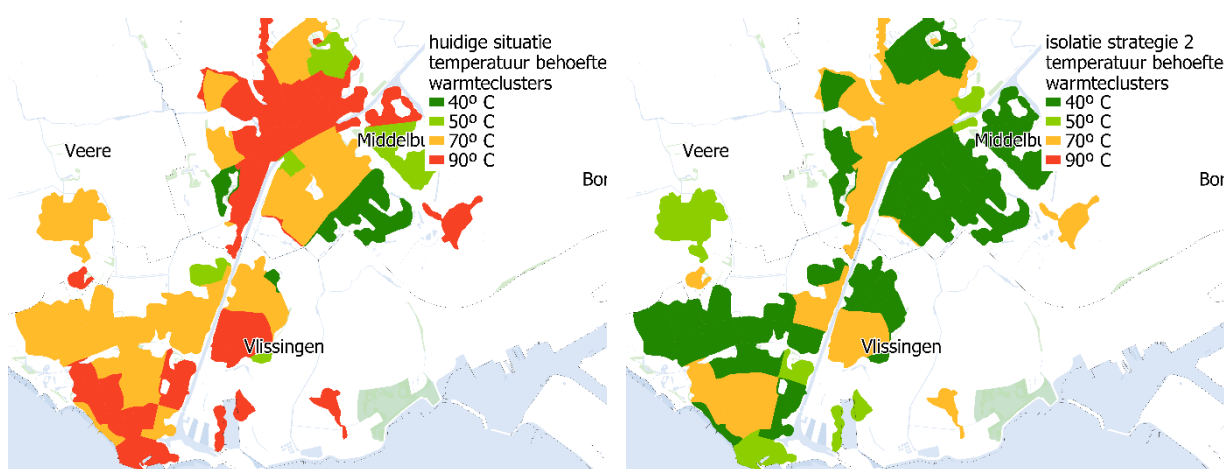 huidige situatie
temperatuur behoefte
warmteclusters
40º C
50º C
70º C
90º C
Veere
Middelbu
Bor
Vlissingen
isolatie strategie 2
temperatuur behoefte
warmteclusters
40º C
50º C
70º C
90º C
Veere
Middelbu
Bor
Vlissingen